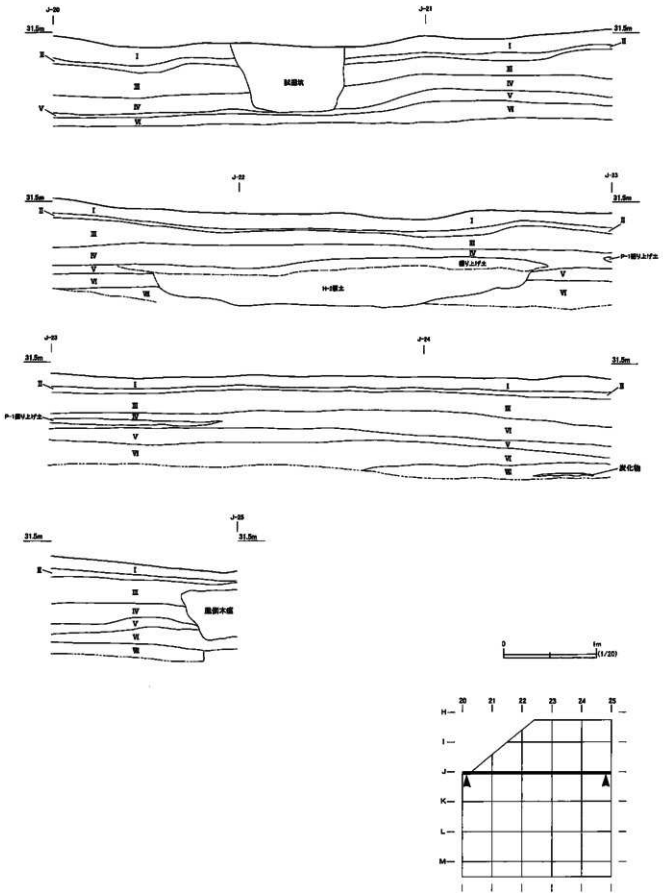 J-20 J-21
31.5m 31.5m
I I
II II
III III
試掘坑
IV
IV V
V VI
VI
J-22 J-23
31.5m 31.5m
I I
II II
III III
IV IV
掘り上げ土 P-1掘り上げ土
V V
H-2覆土
VI VI
VII
J-23 J-24
31.5m 31.5m
II I I II
III III
P-1掘り上げ土 IV VI
V V
VI VI
VII 炭化物
J-25
31.5m 31.5m
II I
III
風倒木痕
IV
V
VI
VII
0 1m
(1/20)
20 21 22 23 24 25
H
I
J
K
L
M